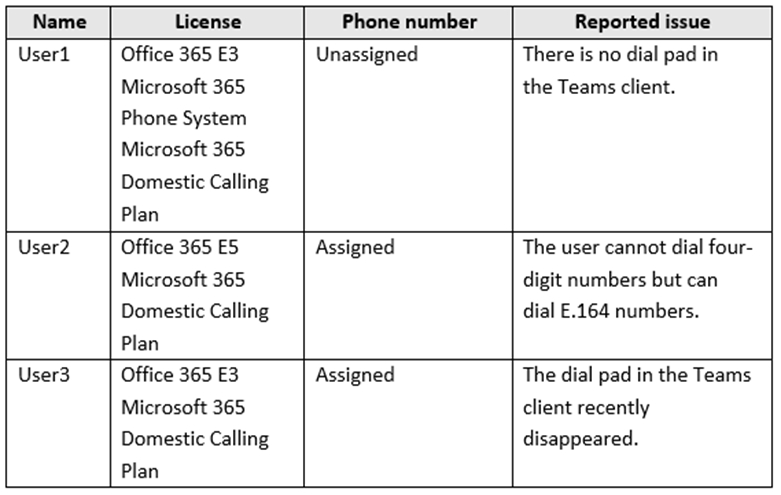 Name License Phone number Reported issue
User1 Office 365 E3 Unassigned There is no dial pad in
Microsoft 365 the Teams client.
Phone System
Microsoft 365
Domestic Calling
Plan
User2 Office 365 E5 Assigned The user cannot dial four-
Microsoft 365 digit numbers but can
Domestic Calling dial E.164 numbers.
Plan
User3 Office 365 E3 Assigned The dial pad in the Teams
Microsoft 365 client recently
Domestic Calling disappeared.
Plan